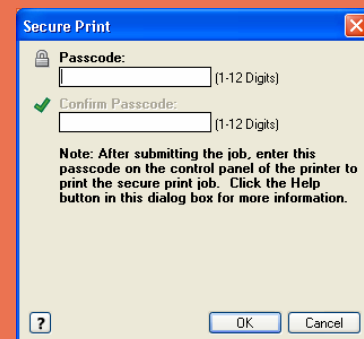 Secure Print
Passcode:
(1-12 Digits)
Confirm Passcode:
(1-12 Digits)
Note: After submitting the job, enter this
passcode on the control panel of the printer to
print the secure print job. Click the Help
button in this dialog box for more information.
?
OK
Cancel